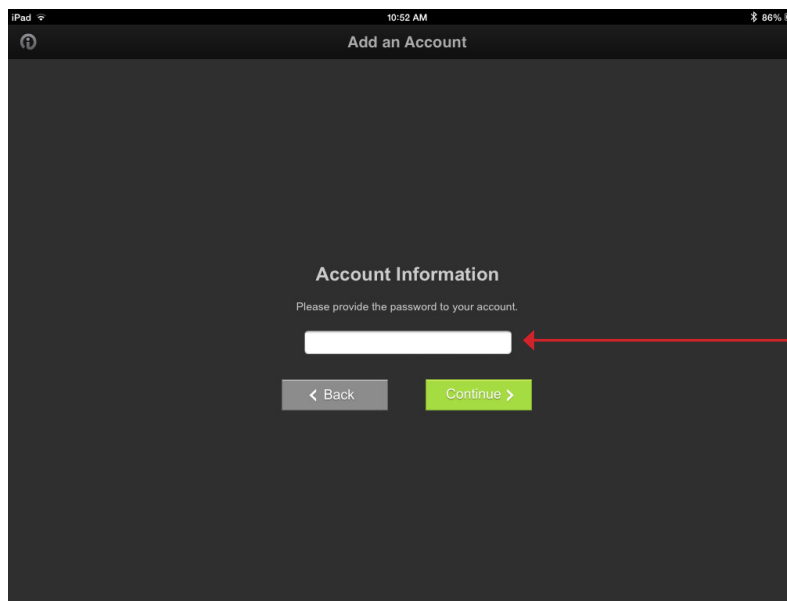 iPad 10:52 AM 86%
Add an Account
Account Information
Please provide the password to your account.
Back Continue